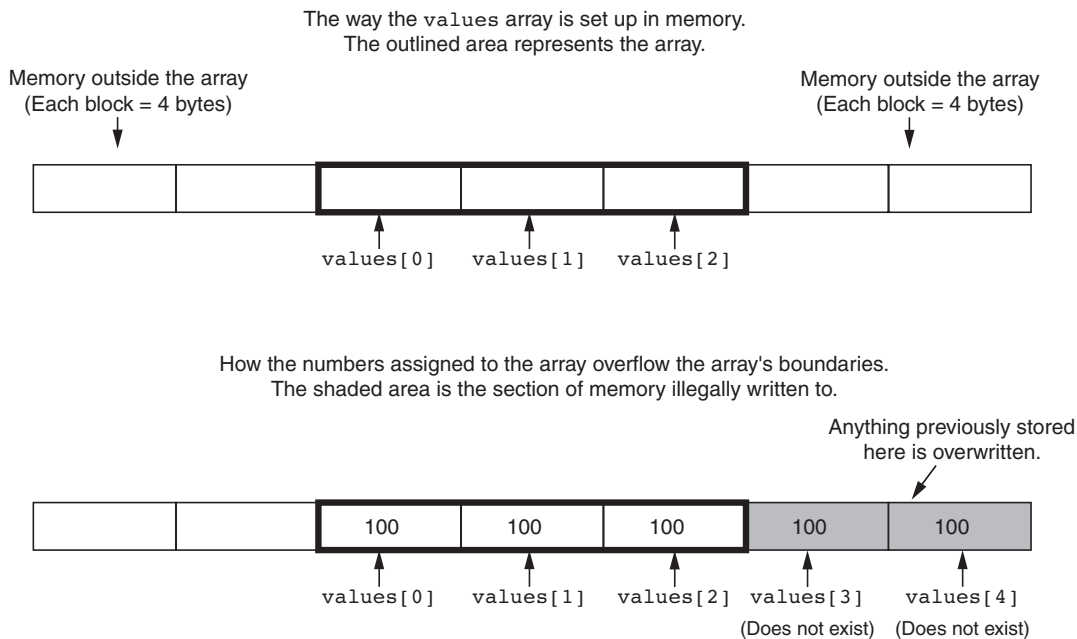 The way the values array is set up in memory.
The outlined area represents the array.
Memory outside the array
(Each block = 4 bytes)
Memory outside the array
(Each block = 4 bytes)
values[0]
values[1]
values[2]
How the numbers assigned to the array overflow the array's boundaries.
The shaded area is the section of memory illegally written to.
Anything previously stored
here is overwritten.
100
100
100
100
100
values[0]
values[1]
values[2]
values[3]
values[4]
(Does not exist)
(Does not exist)